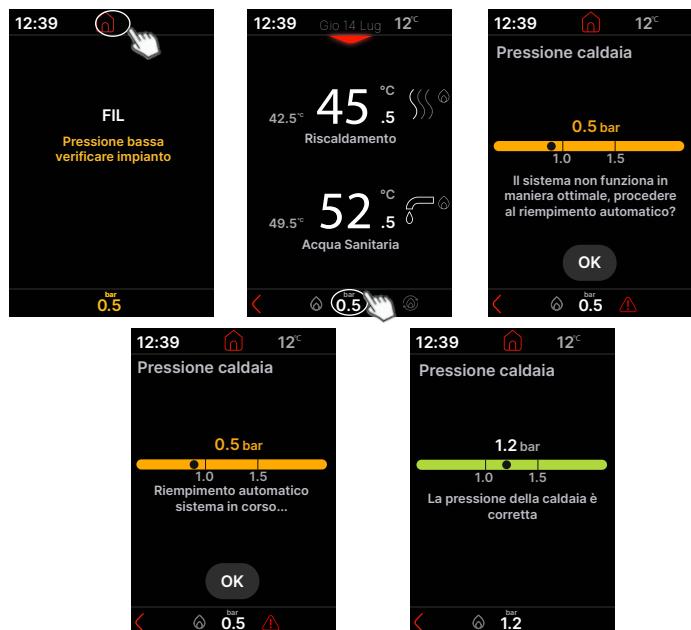 12:39
FIL
Pressione bassa
verificare impianto
bar
0.5
12:39 Gio 14 Lug 12°C
42.5°C 45.5 °C
Riscaldamento
49.5°C 52.5 °C
Acqua Sanitaria
bar
0.5
12:39 12°C
Pressione caldaia
0.5 bar
1.0 1.5
Il sistema non funziona in
maniera ottimale, procedere
al riempimento automatico?
OK
bar
0.5
12:39 12°C
Pressione caldaia
0.5 bar
1.0 1.5
Riempimento automatico
sistema in corso...
OK
bar
0.5
12:39 12°C
Pressione caldaia
1.2 bar
1.0 1.5
La pressione della caldaia è
corretta
bar
1.2